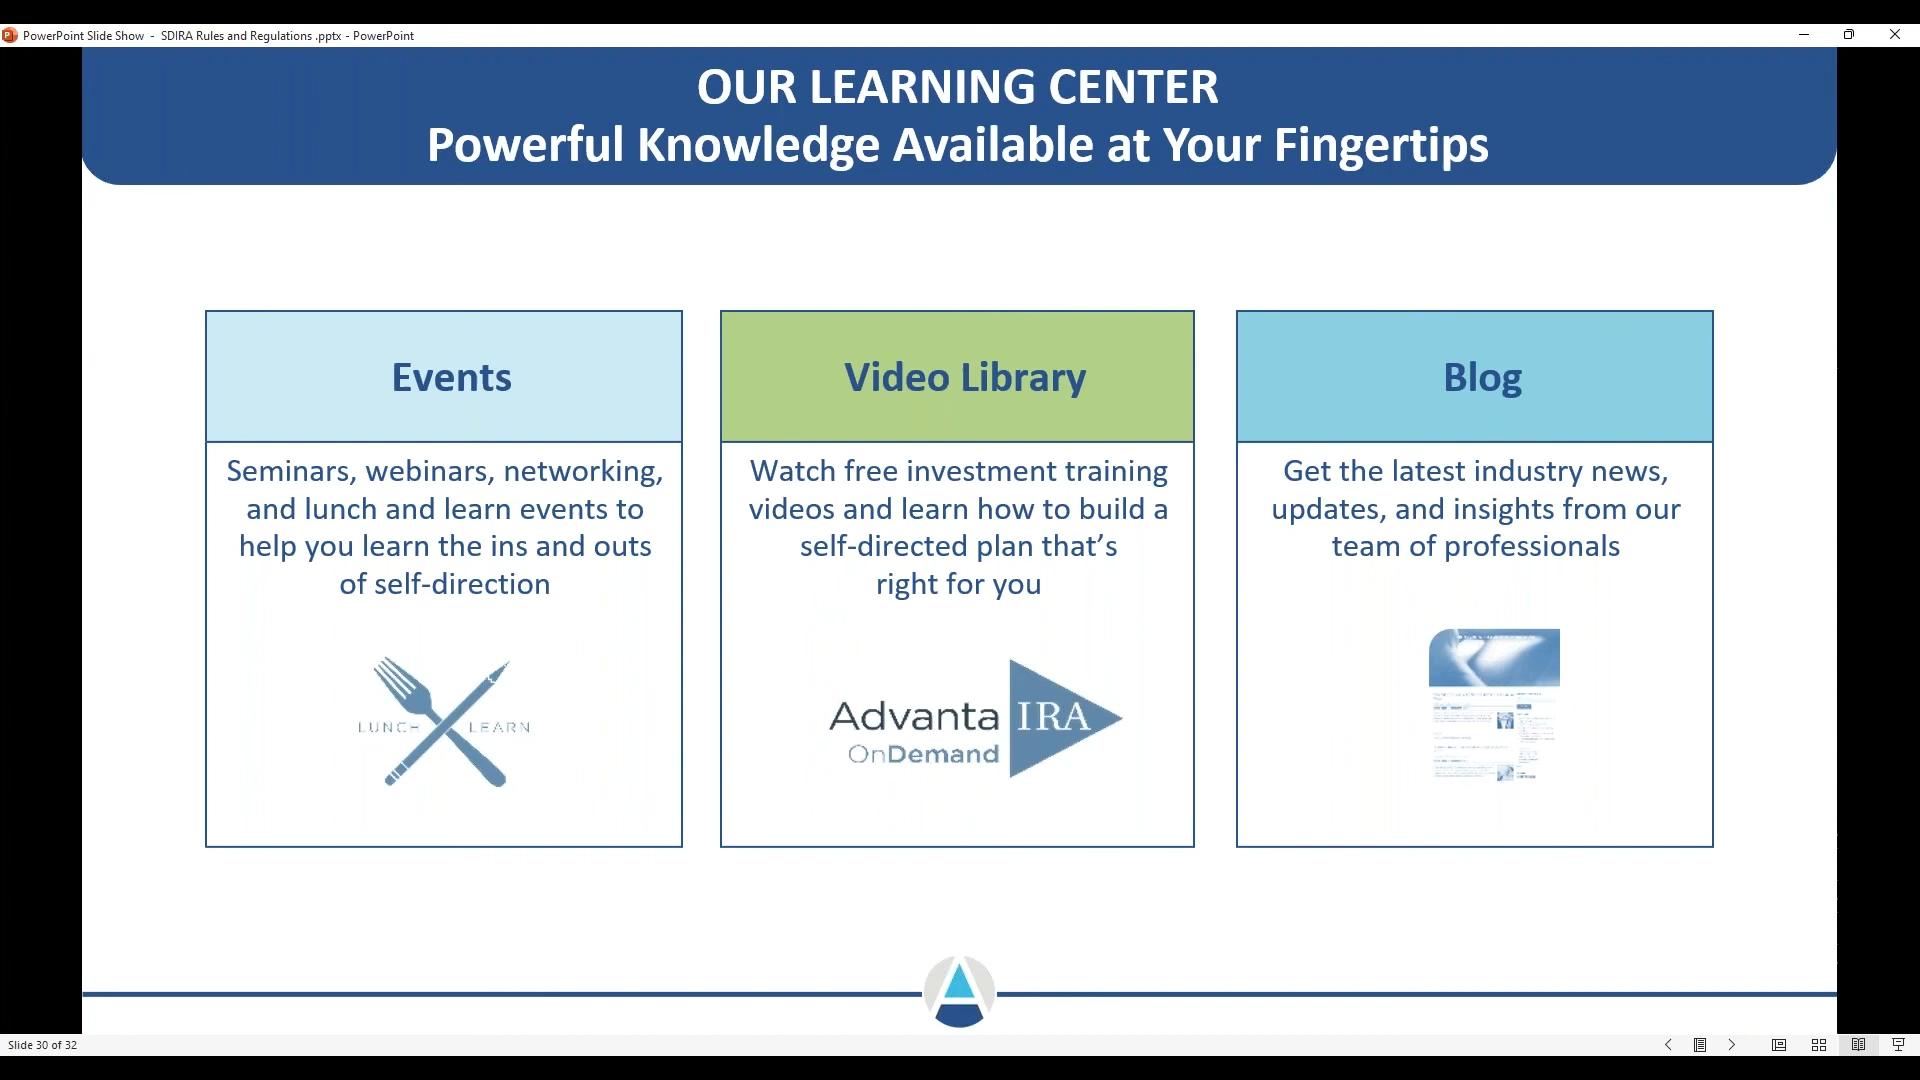 PowerPoint Slide Show - SDIRA Rules and Regulations .pptx - PowerPoint
OUR LEARNING CENTER
Powerful Knowledge Available at Your Fingertips
Events
Seminars, webinars, networking,
and lunch and learn events to
help you learn the ins and outs
of self-direction
LUNCH LEARN
Video Library
Watch free investment training
videos and learn how to build a
self-directed plan that's
right for you
Advanta IRA
OnDemand
Blog
Get the latest industry news,
updates, and insights from our
team of professionals
Slide 30 of 32